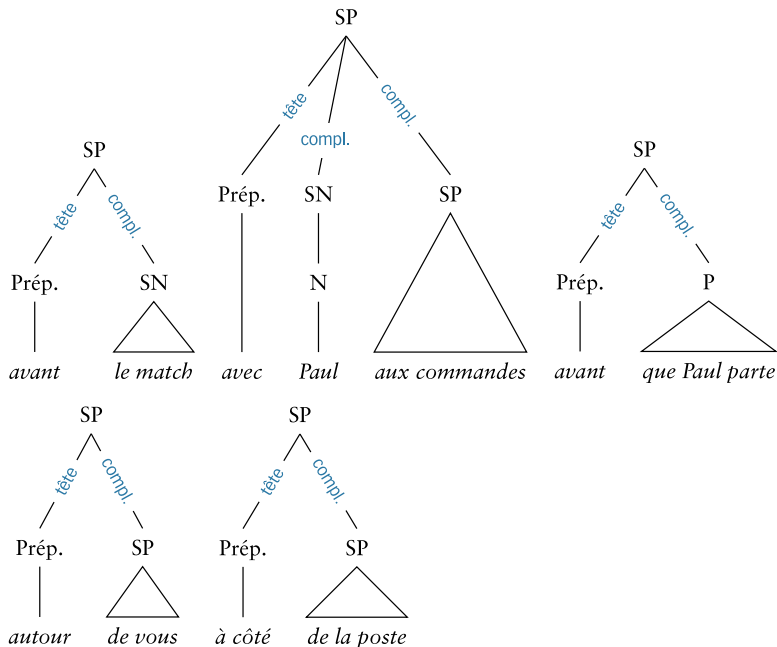 SP
tête compl. compl.
Prép. SN SP
N
avec Paul aux commandes
SP
tête compl.
Prép. SN
avant le match
SP
tête compl.
Prép. P
avant que Paul parte
SP
tête compl.
Prép. SP
autour de vous
SP
tête compl.
Prép. SP
à côté de la poste